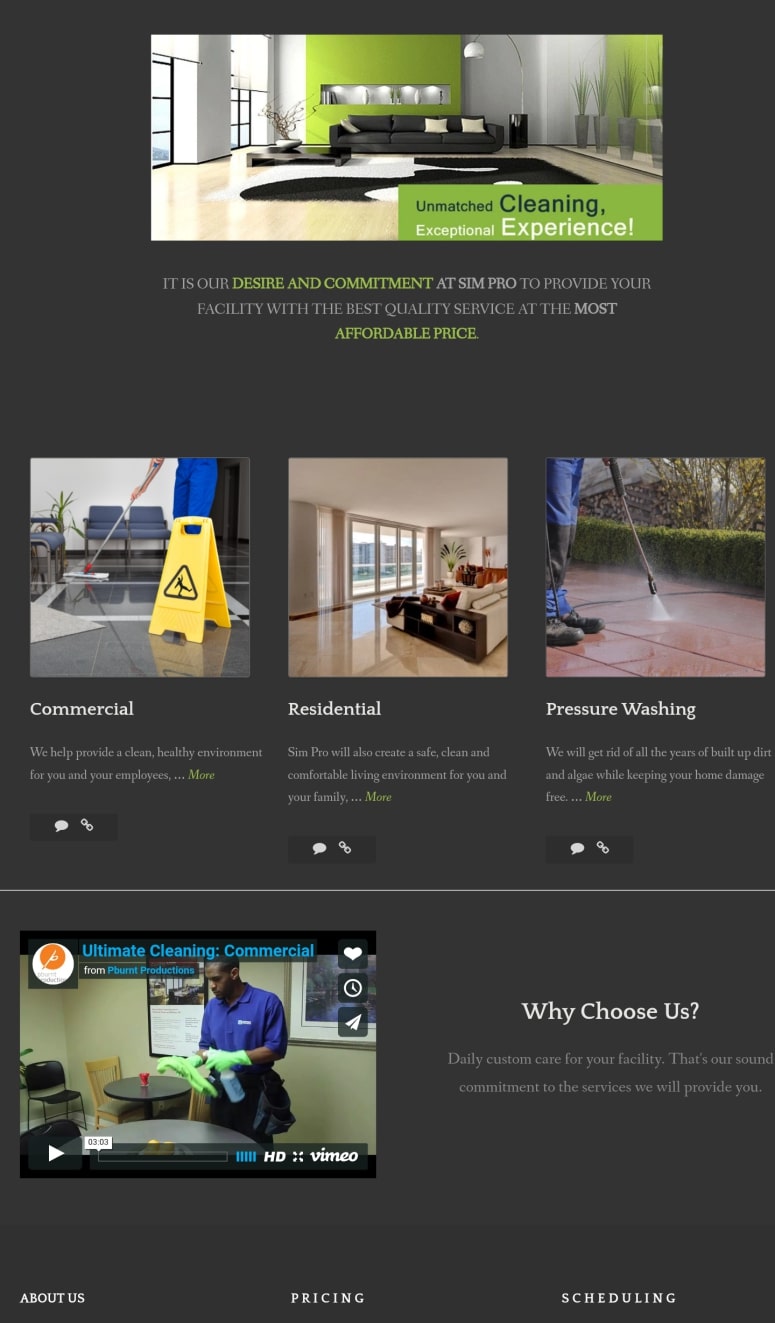 Unmatched Cleaning,
Exceptional Experience!
IT IS OUR DESIRE AND COMMITMENT AT SIM PRO TO PROVIDE YOUR
FACILITY WITH THE BEST QUALITY SERVICE AT THE MOST
AFFORDABLE PRICE.
Commercial
We help provide a clean, healthy environment
for you and your employees, ... More
Residential
Sim Pro will also create a safe, clean and
comfortable living environment for you and
your family, ... More
Pressure Washing
We will get rid of all the years of built up dirt
and algae while keeping your home damage
free. ... More
Ultimate Cleaning: Commercial
from Pburnt Productions
03:03
HD vimeo
Why Choose Us?
Daily custom care for your facility. That's our sound
commitment to the services we will provide you.
ABOUT US
PRICING
SCHEDULING